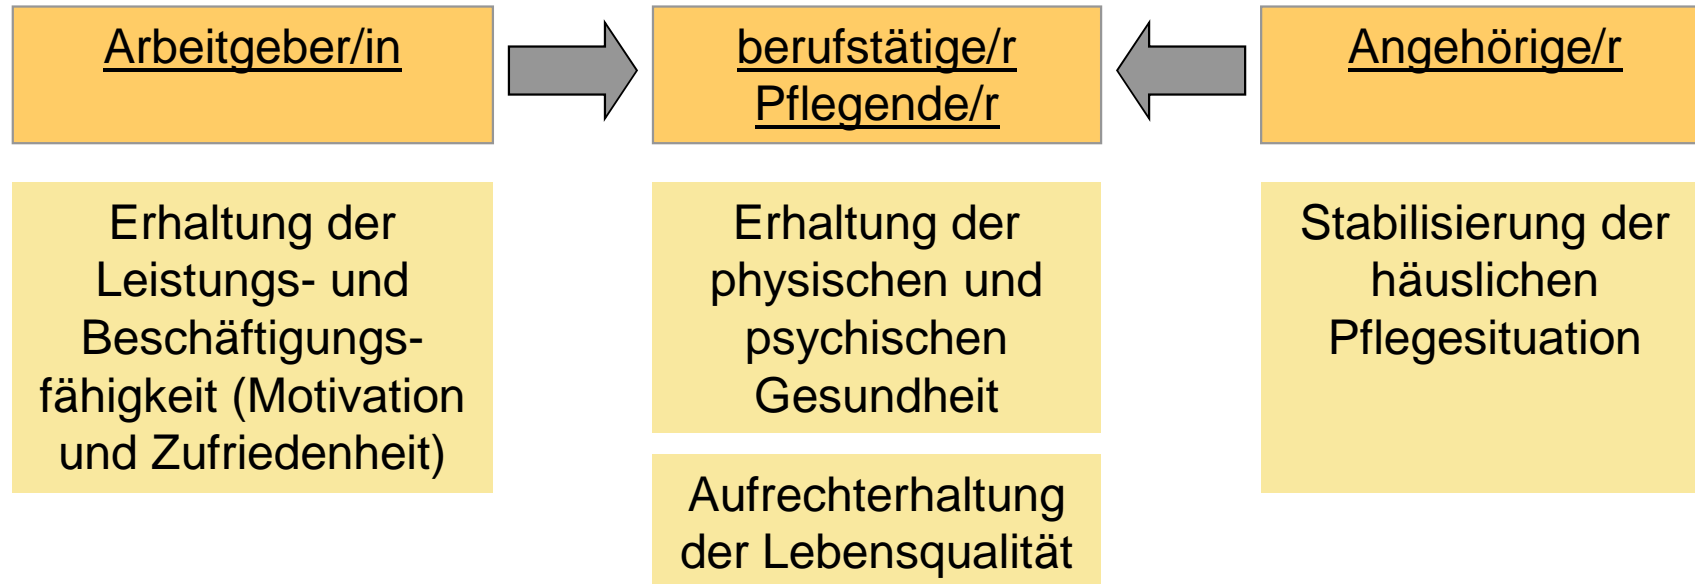 Arbeitgeber/in
berufstätige/r
Pflegende/r
Angehörige/r
Erhaltung der
Leistungs- und
Beschäftigungs-
fähigkeit (Motivation
und Zufriedenheit)
Erhaltung der
physischen und
psychischen
Gesundheit
Aufrechterhaltung
der Lebensqualität
Stabilisierung der
häuslichen
Pflegesituation